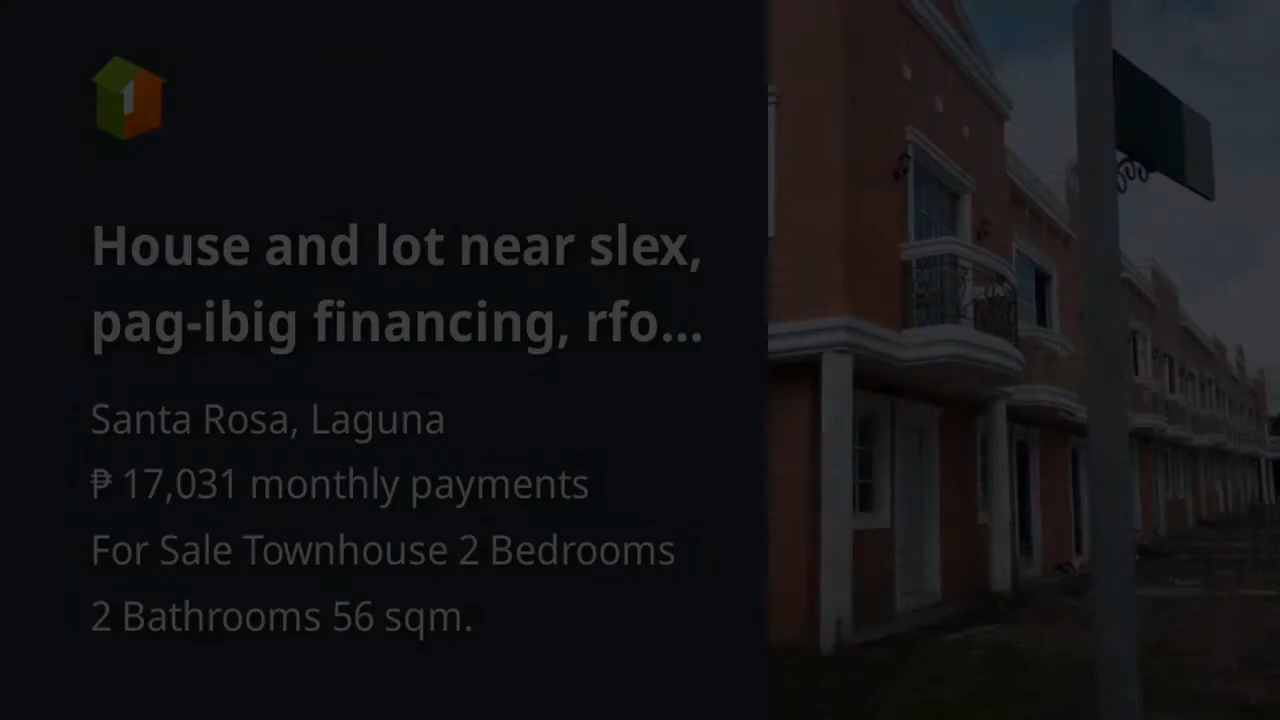 House and lot near slex,
pag-ibig financing, rfo...
Santa Rosa, Laguna
₱ 17,031 monthly payments
For Sale Townhouse 2 Bedrooms
2 Bathrooms 56 sqm.